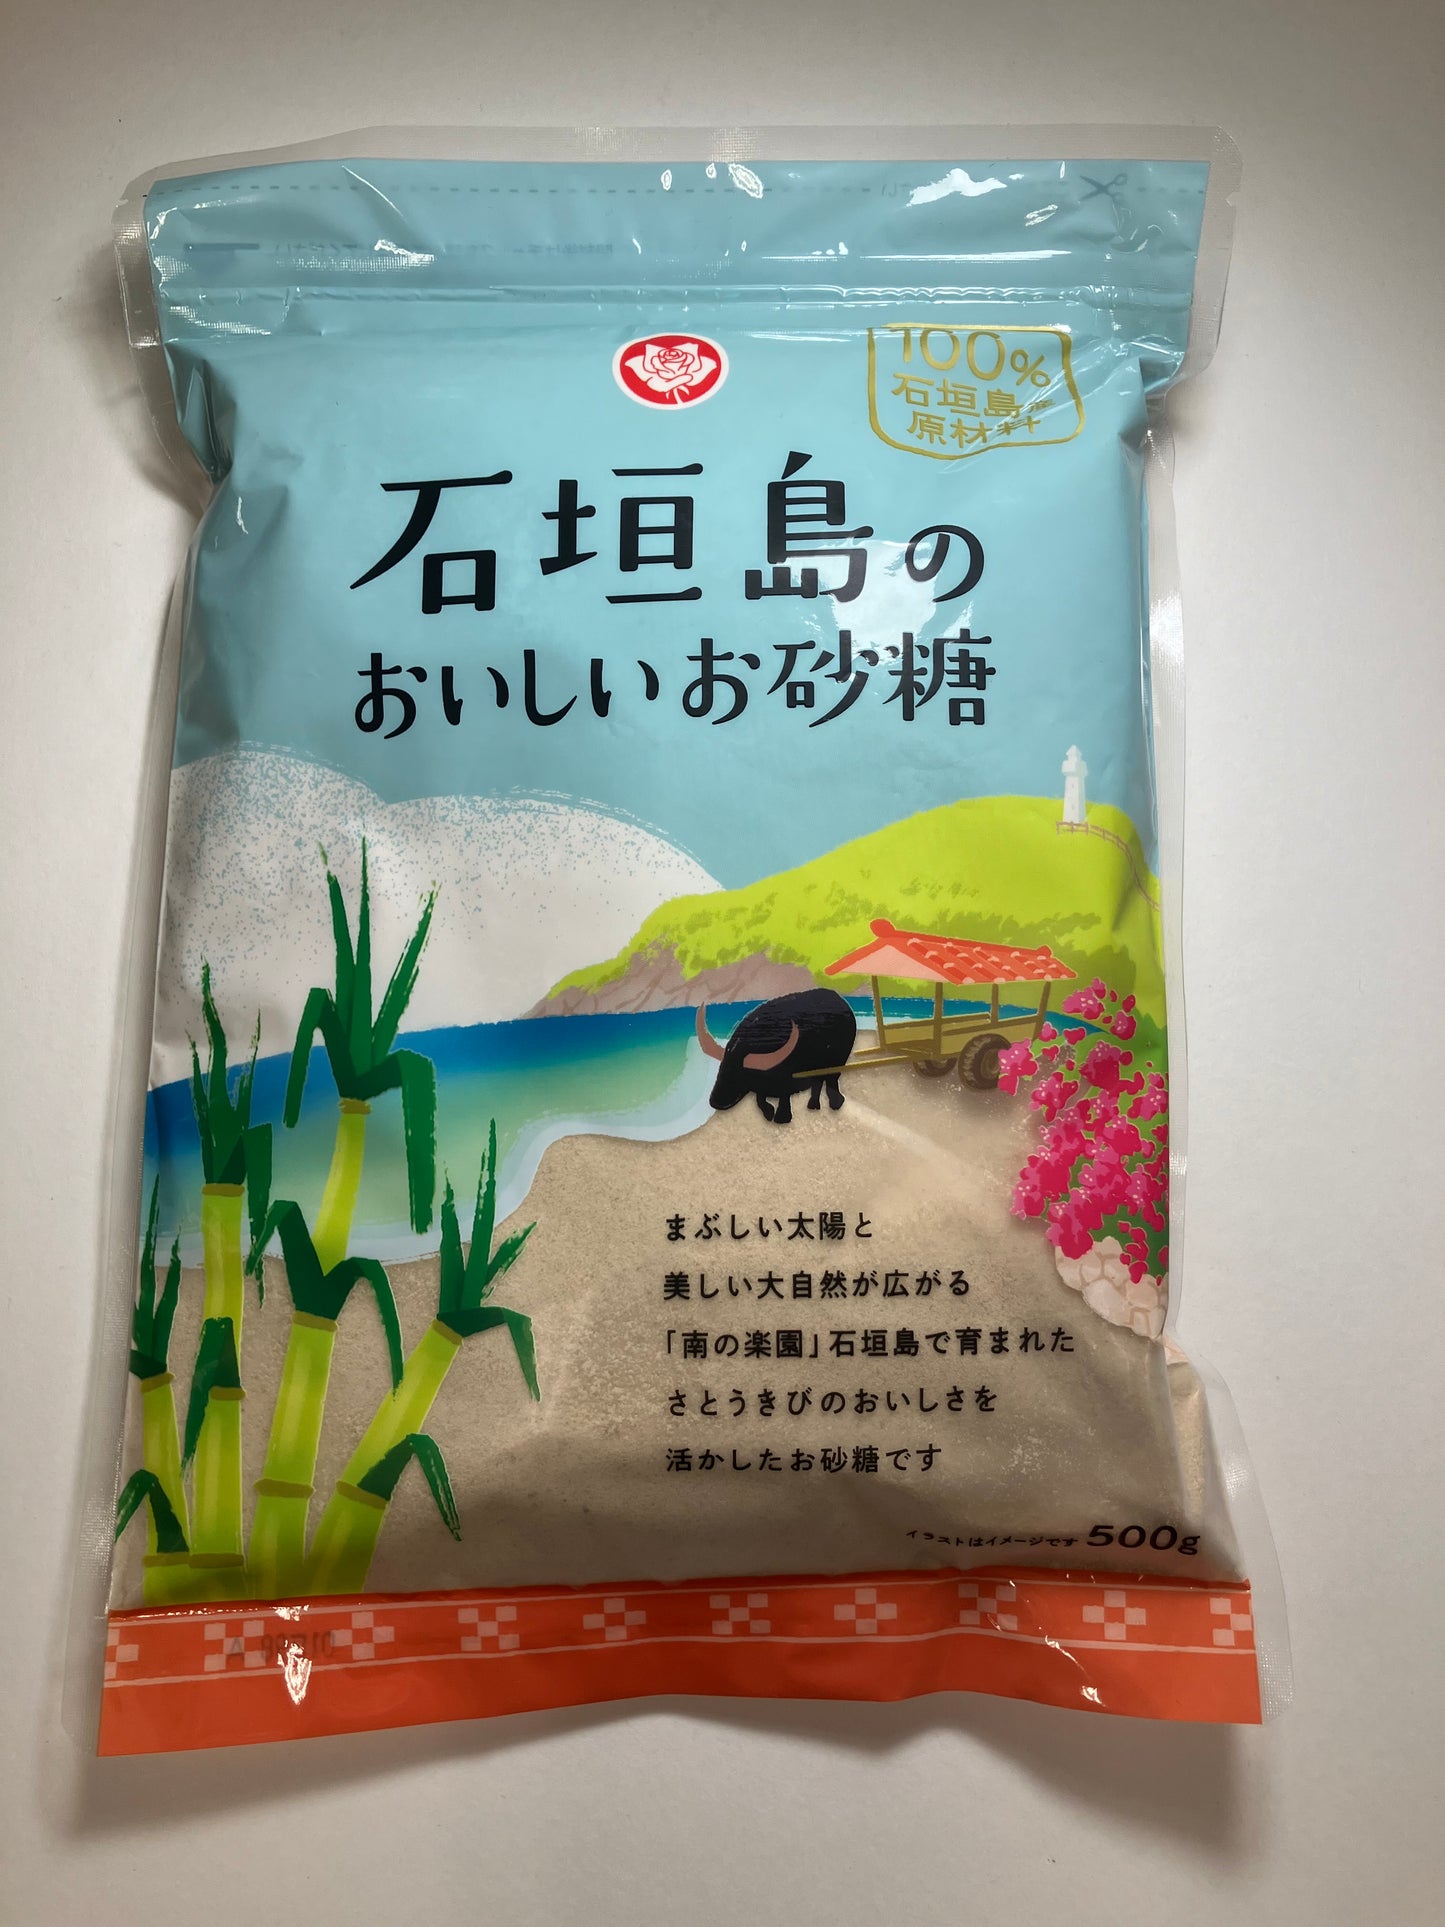 100%
石垣島産
原材料
石垣島の
おいしいお砂糖
まぶしい太陽と
美しい大自然が広がる
「南の楽園」石垣島で育まれた
さとうきびのおいしさを
活かしたお砂糖です
イラストはイメージです 500g